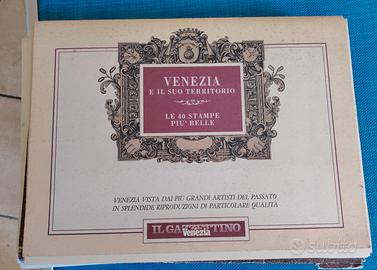 VENEZIA
E IL SUO TERRITORIO
LE 40 STAMPE
PIU' BELLE
VENEZIA VISTA DAI PIÙ GRANDI ARTISTI DEL PASSATO
IN SPLENDIDE RIPRODUZIONI DI PARTICOLARE QUALITÀ
IL GAZZETTINO
Venezia
subito